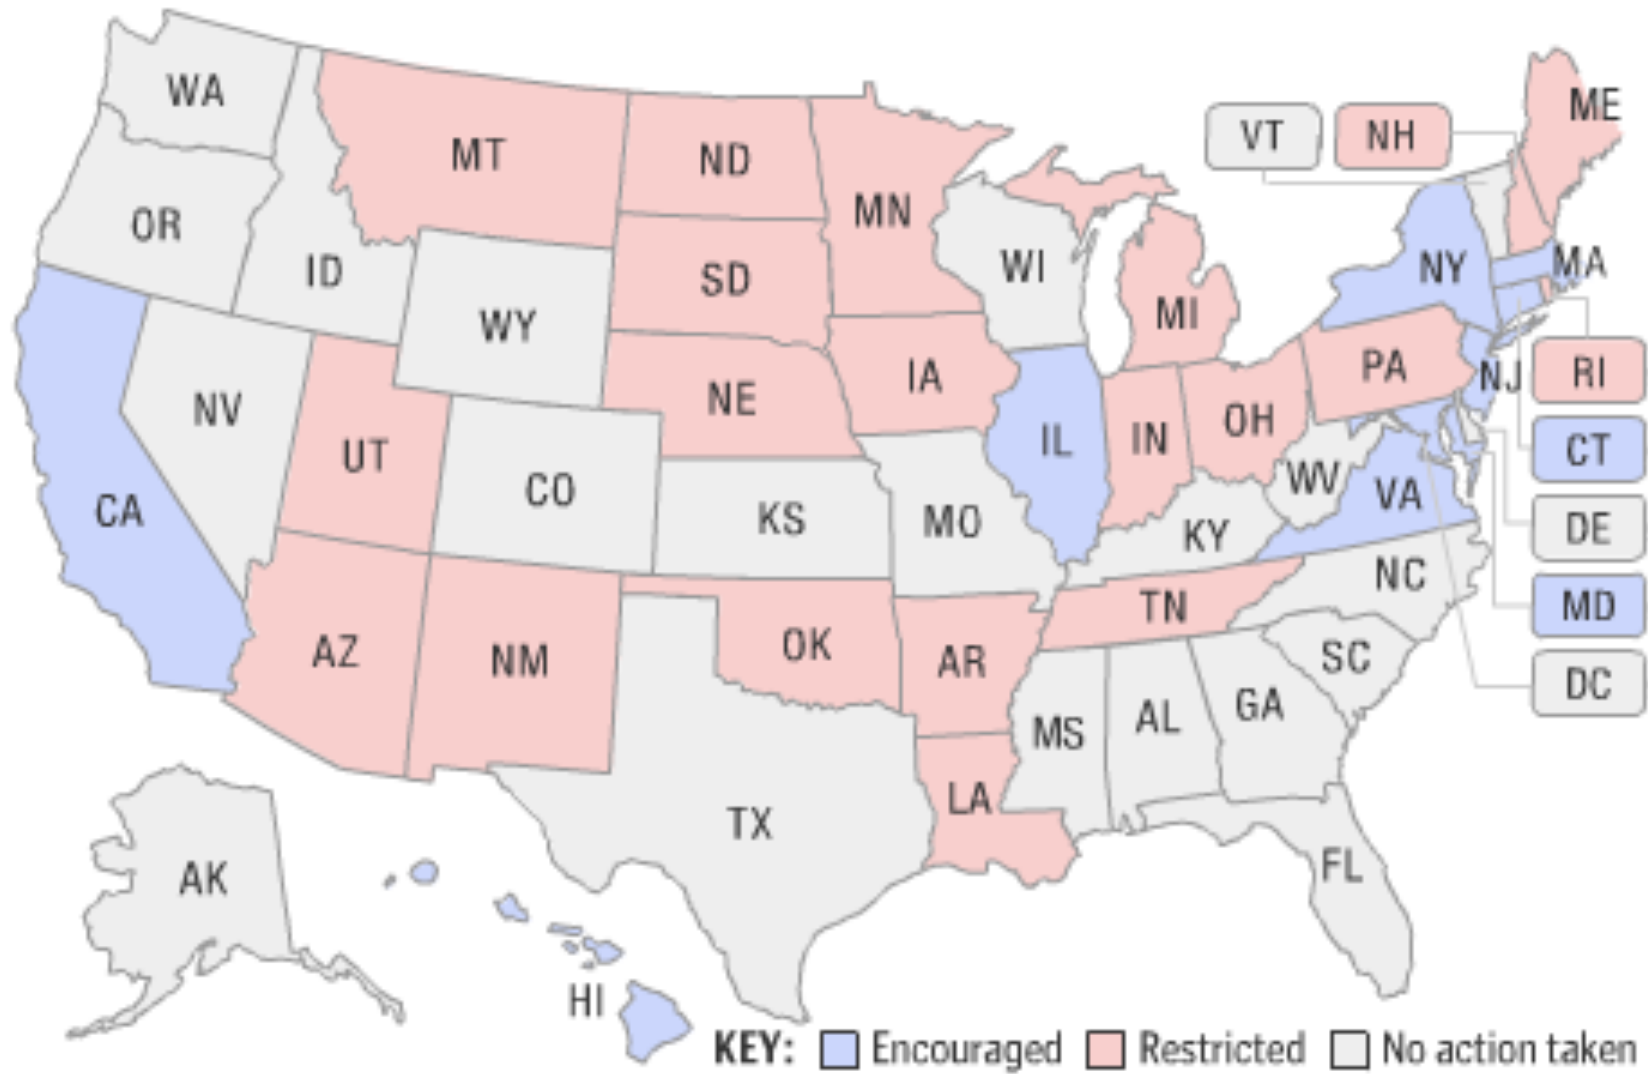 WA
MT
ND
MN
ME
VT
NH
OR
ID
SD
WI
NY
MA
WY
MI
NV
UT
NE
IA
PA
NJ
RI
CA
CO
KS
MO
IL
IN
OH
WV
VA
CT
KY
DE
AZ
NM
OK
AR
TN
NC
MD
SC
DC
TX
LA
MS
AL
GA
AK
FL
HI
KEY: Encouraged Restricted No action taken